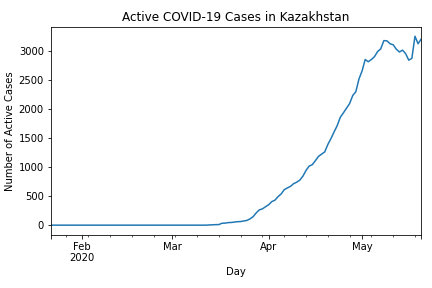 Active COVID-19 Cases in Kazakhstan
Number of Active Cases
3000
2500
2000
1500
1000
500
0
Feb
2020
Mar
Apr
May
Day